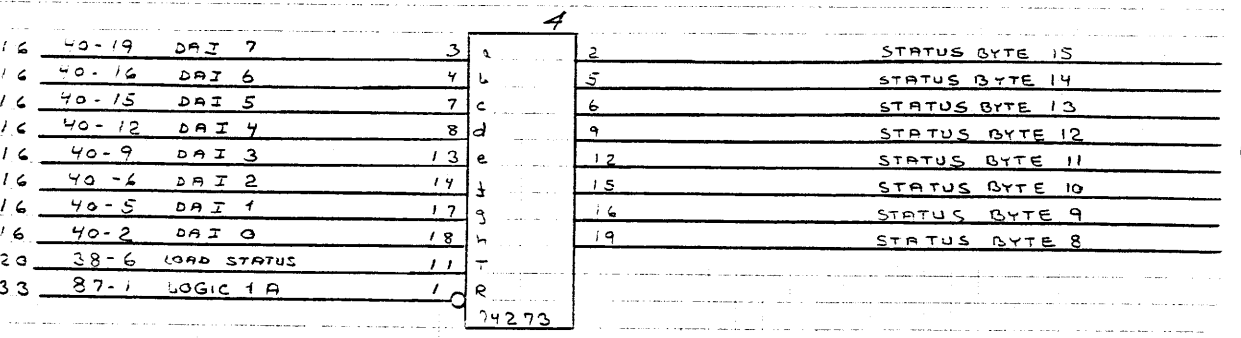 4
16 40-19 DAI 7 3 a 2 STATUS BYTE 15
16 40-16 DAI 6 4 b 5 STATUS BYTE 14
16 40-15 DAI 5 7 c 6 STATUS BYTE 13
16 40-12 DAI 4 8 d 9 STATUS BYTE 12
16 40-9 DAI 3 13 e 12 STATUS BYTE 11
16 40-6 DAI 2 14 f 15 STATUS BYTE 10
16 40-5 DAI 1 17 g 16 STATUS BYTE 9
16 40-2 DAI 0 18 h 19 STATUS BYTE 8
20 38-6 LOAD STATUS 11 T
33 87-1 LOGIC 1 A 1 R
74273